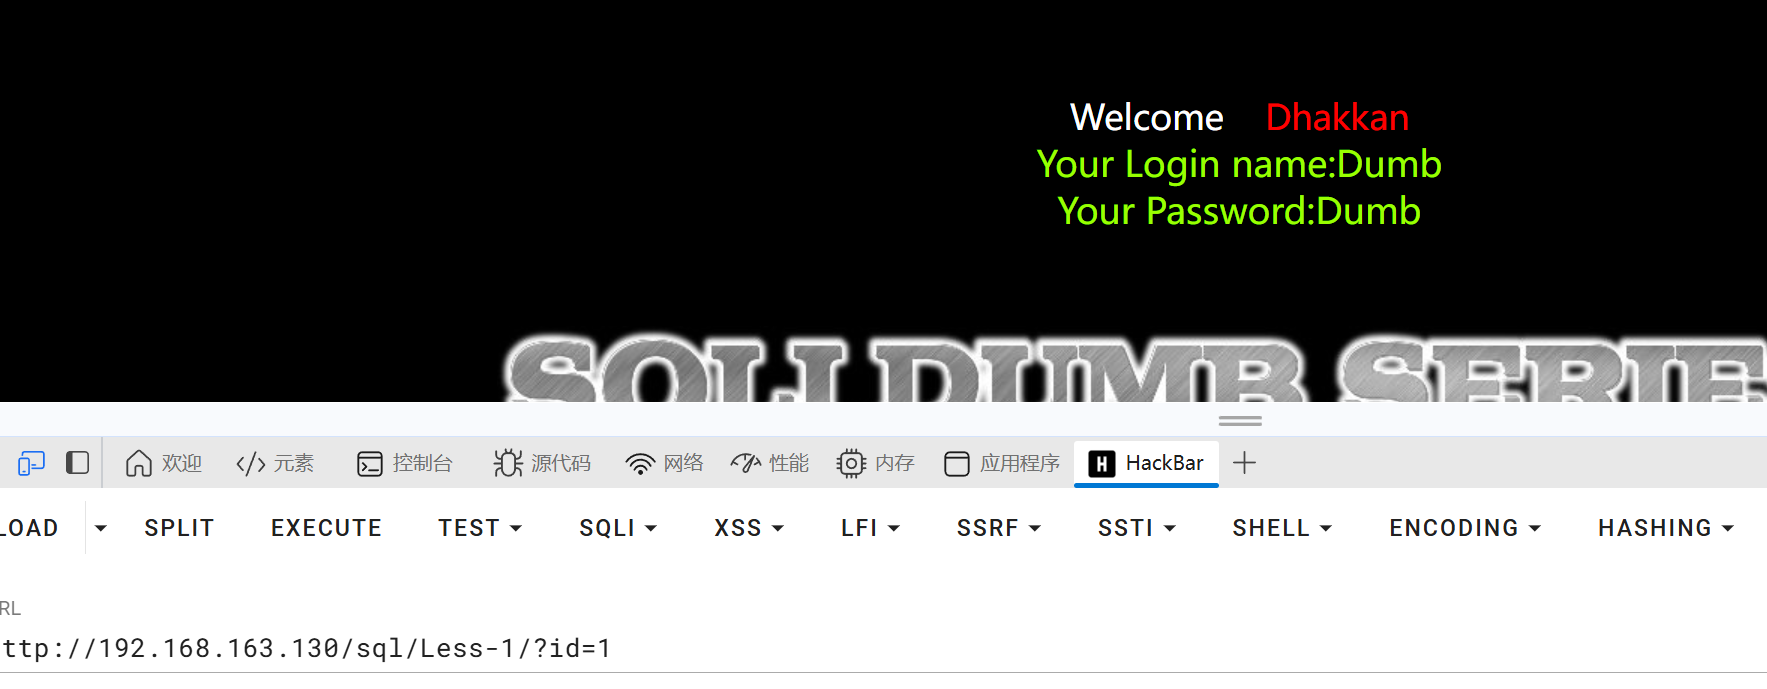 Welcome Dhakkan
Your Login name:Dumb
Your Password:Dumb
SQLI DUMB SERIE
欢迎 元素 控制台 源代码 网络 性能 内存 应用程序 HackBar
LOAD SPLIT EXECUTE TEST SQLI XSS LFI SSRF SSTI SHELL ENCODING HASHING
RL
ttp://192.168.163.130/sql/Less-1/?id=1